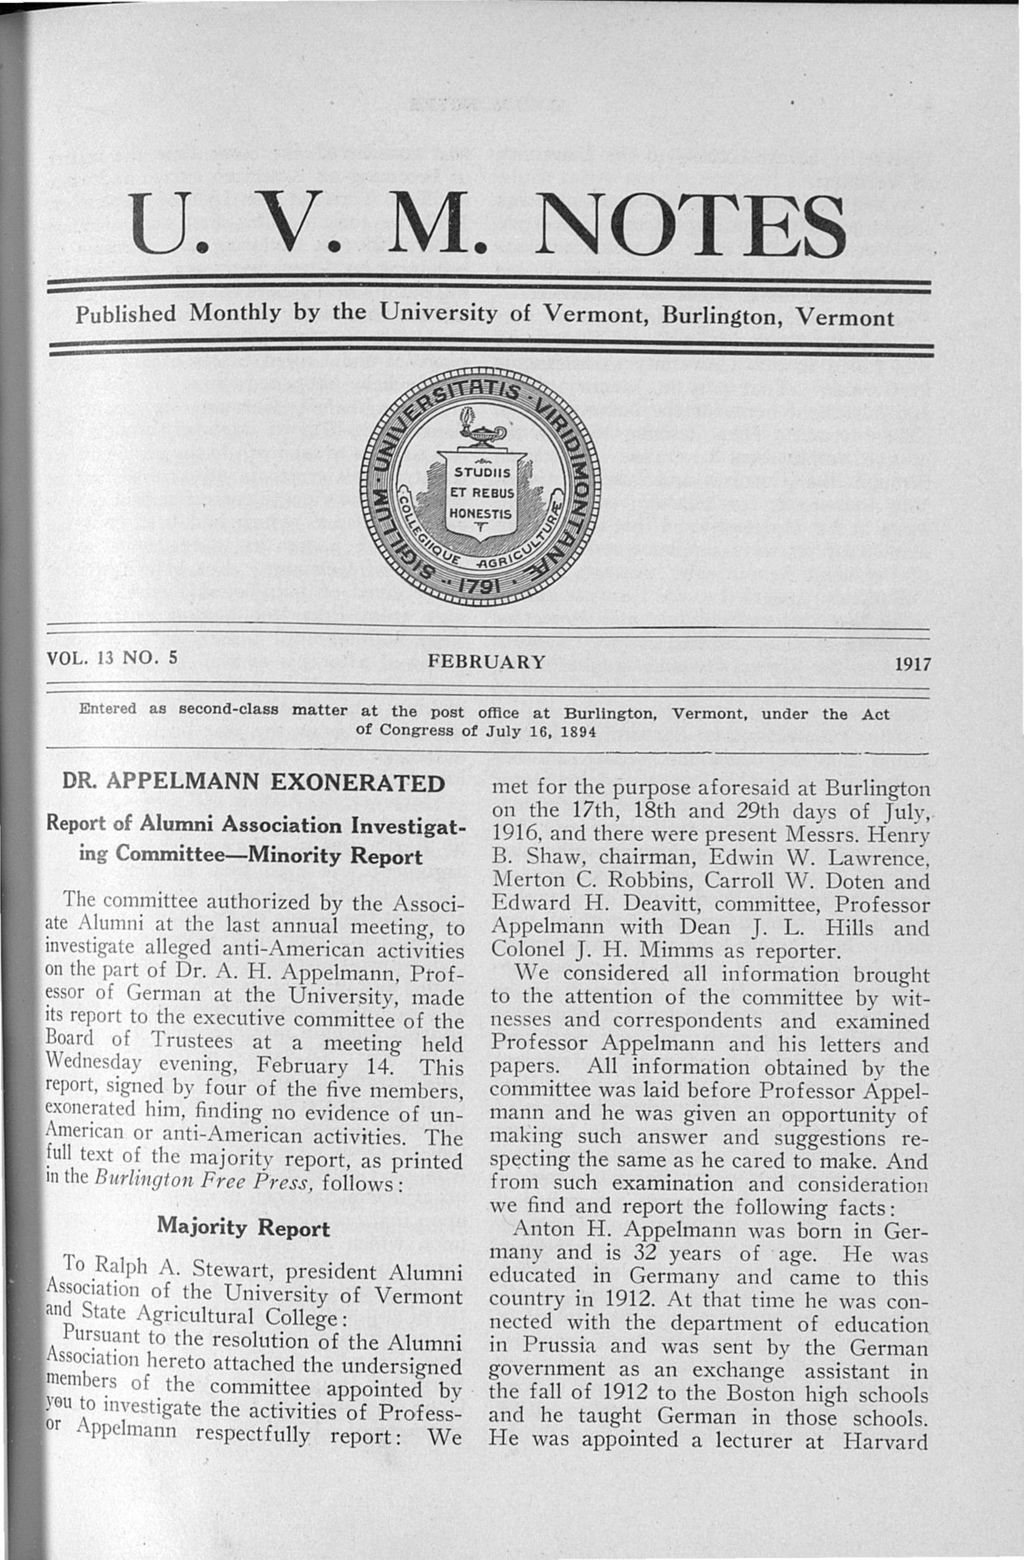 U. V. M. NOTES
Published Monthly by the University of Vermont, Burlington, Vermont
SIGILLUM · UNIVERSITATIS · VIRIDIMONTANÆ ·· 1791 ·
COLLEGIIQUE AGRICULTURÆ
STUDIIS
ET REBUS
HONESTIS
VOL. 13 NO. 5 FEBRUARY 1917
Entered as second-class matter at the post office at Burlington, Vermont, under the Act
of Congress of July 16, 1894
DR. APPELMANN EXONERATED
Report of Alumni Association Investigat-
ing Committee—Minority Report
The committee authorized by the Associ-
ate Alumni at the last annual meeting, to
investigate alleged anti-American activities
on the part of Dr. A. H. Appelmann, Prof-
essor of German at the University, made
its report to the executive committee of the
Board of Trustees at a meeting held
Wednesday evening, February 14. This
report, signed by four of the five members,
exonerated him, finding no evidence of un-
American or anti-American activities. The
full text of the majority report, as printed
in the Burlington Free Press, follows:
Majority Report
To Ralph A. Stewart, president Alumni
Association of the University of Vermont
and State Agricultural College:
Pursuant to the resolution of the Alumni
Association hereto attached the undersigned
members of the committee appointed by
you to investigate the activities of Profess-
or Appelmann respectfully report: We
met for the purpose aforesaid at Burlington
on the 17th, 18th and 29th days of July,
1916, and there were present Messrs. Henry
B. Shaw, chairman, Edwin W. Lawrence,
Merton C. Robbins, Carroll W. Doten and
Edward H. Deavitt, committee, Professor
Appelmann with Dean J. L. Hills and
Colonel J. H. Mimms as reporter.
We considered all information brought
to the attention of the committee by wit-
nesses and correspondents and examined
Professor Appelmann and his letters and
papers. All information obtained by the
committee was laid before Professor Appel-
mann and he was given an opportunity of
making such answer and suggestions re-
specting the same as he cared to make. And
from such examination and consideration
we find and report the following facts:
Anton H. Appelmann was born in Ger-
many and is 32 years of age. He was
educated in Germany and came to this
country in 1912. At that time he was con-
nected with the department of education
in Prussia and was sent by the German
government as an exchange assistant in
the fall of 1912 to the Boston high schools
and he taught German in those schools.
He was appointed a lecturer at Harvard